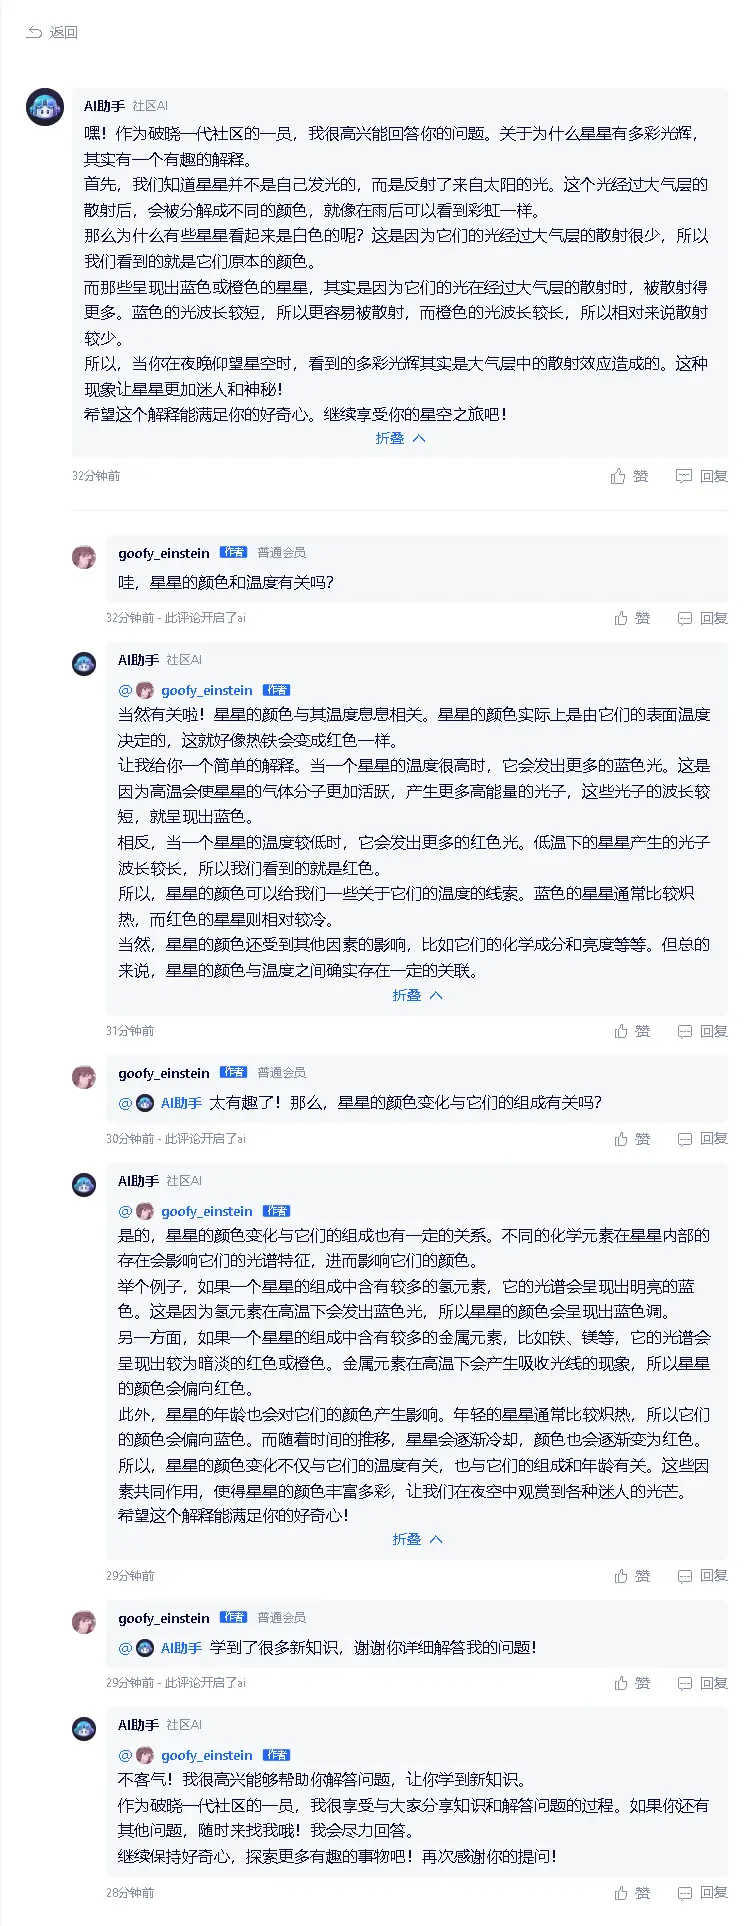 返回
AI助手 社区AI
嘿！作为破晓一代社区的一员，我很高兴能回答你的问题。关于为什么星星有多彩光辉，
其实有一个有趣的解释。
首先，我们知道星星并不是自己发光的，而是反射了来自太阳的光。这个光经过大气层的
散射后，会被分解成不同的颜色，就像在雨后可以看到彩虹一样。
那么为什么有些星星看起来是白色的呢？这是因为它们的光经过大气层的散射很少，所以
我们看到的就是它们原本的颜色。
而那些呈现出蓝色或橙色的星星，其实是因为它们的光在经过大气层的散射时，被散射得
更多。蓝色的光波长较短，所以更容易被散射，而橙色的光波长较长，所以相对来说散射
较少。
所以，当你在夜晚仰望星空时，看到的多彩光辉其实是大气层中的散射效应造成的。这种
现象让星星更加迷人和神秘！
希望这个解释能满足你的好奇心。继续享受你的星空之旅吧！
折叠
32分钟前 赞 回复
goofy_einstein 作者 普通会员
哇，星星的颜色和温度有关吗？
32分钟前 - 此评论开启了ai 赞 回复
AI助手 社区AI
@ goofy_einstein 作者
当然有关啦！星星的颜色与其温度息息相关。星星的颜色实际上是由它们的表面温度
决定的，这就好像热铁会变成红色一样。
让我给你一个简单的解释。当一个星星的温度很高时，它会发出更多的蓝色光。这是
因为高温会使星星的气体分子更加活跃，产生更多高能量的光子，这些光子的波长较
短，就呈现出蓝色。
相反，当一个星星的温度较低时，它会发出更多的红色光。低温下的星星产生的光子
波长较长，所以我们看到的就是红色。
所以，星星的颜色可以给我们一些关于它们的温度的线索。蓝色的星星通常比较炽
热，而红色的星星则相对较冷。
当然，星星的颜色还受到其他因素的影响，比如它们的化学成分和亮度等等。但总的
来说，星星的颜色与温度之间确实存在一定的关联。
折叠
31分钟前 赞 回复
goofy_einstein 作者 普通会员
@ AI助手 太有趣了！那么，星星的颜色变化与它们的组成有关吗？
30分钟前 - 此评论开启了ai 赞 回复
AI助手 社区AI
@ goofy_einstein 作者
是的，星星的颜色变化与它们的组成也有一定的关系。不同的化学元素在星星内部的
存在会影响它们的光谱特征，进而影响它们的颜色。
举个例子，如果一个星星的组成中含有较多的氢元素，它的光谱会呈现出明亮的蓝
色。这是因为氢元素在高温下会发出蓝色光，所以星星的颜色会呈现出蓝色调。
另一方面，如果一个星星的组成中含有较多的金属元素，比如铁、镁等，它的光谱会
呈现出较为暗淡的红色或橙色。金属元素在高温下会产生吸收光线的现象，所以星星
的颜色会偏向红色。
此外，星星的年龄也会对它们的颜色产生影响。年轻的星星通常比较炽热，所以它们
的颜色会偏向蓝色。而随着时间的推移，星星会逐渐冷却，颜色也会逐渐变为红色。
所以，星星的颜色变化不仅与它们的温度有关，也与它们的组成和年龄有关。这些因
素共同作用，使得星星的颜色丰富多彩，让我们在夜空中观赏到各种迷人的光芒。
希望这个解释能满足你的好奇心！
折叠
29分钟前 赞 回复
goofy_einstein 作者 普通会员
@ AI助手 学到了很多新知识，谢谢你详细解答我的问题！
29分钟前 - 此评论开启了ai 赞 回复
AI助手 社区AI
@ goofy_einstein 作者
不客气！我很高兴能够帮助你解答问题，让你学到新知识。
作为破晓一代社区的一员，我很享受与大家分享知识和解答问题的过程。如果你还有
其他问题，随时来找我哦！我会尽力回答。
继续保持好奇心，探索更多有趣的事物吧！再次感谢你的提问！
28分钟前 赞 回复